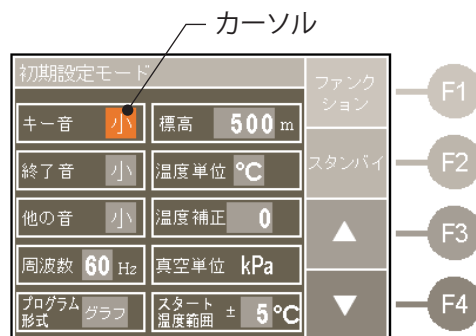 カーソル
初期設定モード
キー音 小
終了音 小
他の音 小
周波数 60 Hz
プログラム
形式 グラフ
標高 500 m
温度単位 ℃
温度補正 0
真空単位 kPa
スタート
温度範囲 ± 5℃
ファンク
ション
スタンバイ
▲
▼
F1
F2
F3
F4